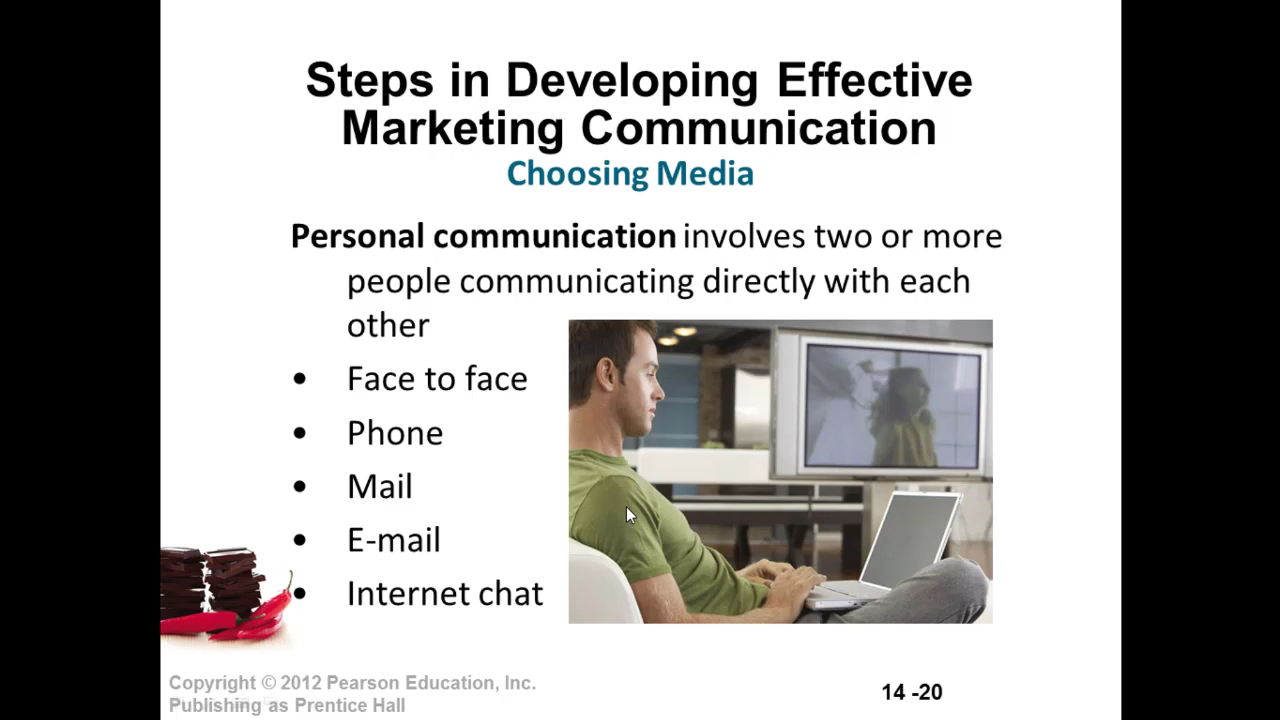 Steps in Developing Effective
Marketing Communication
Choosing Media
Personal communication involves two or more
people communicating directly with each
other
• Face to face
• Phone
• Mail
• E-mail
• Internet chat
Copyright © 2012 Pearson Education, Inc.
Publishing as Prentice Hall
14 -20